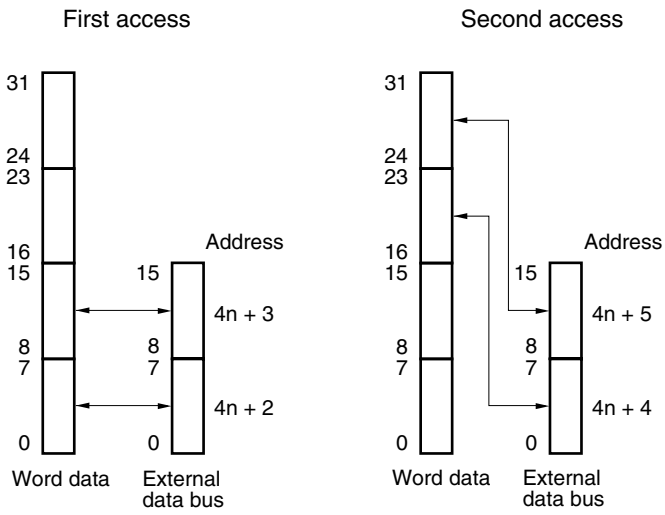 First access
31
24
23
16
15
8
7
0
Address
15
8
7
0
4n + 3
4n + 2
Word data
External
data bus
Second access
31
24
23
16
15
8
7
0
Address
15
8
7
0
4n + 5
4n + 4
Word data
External
data bus